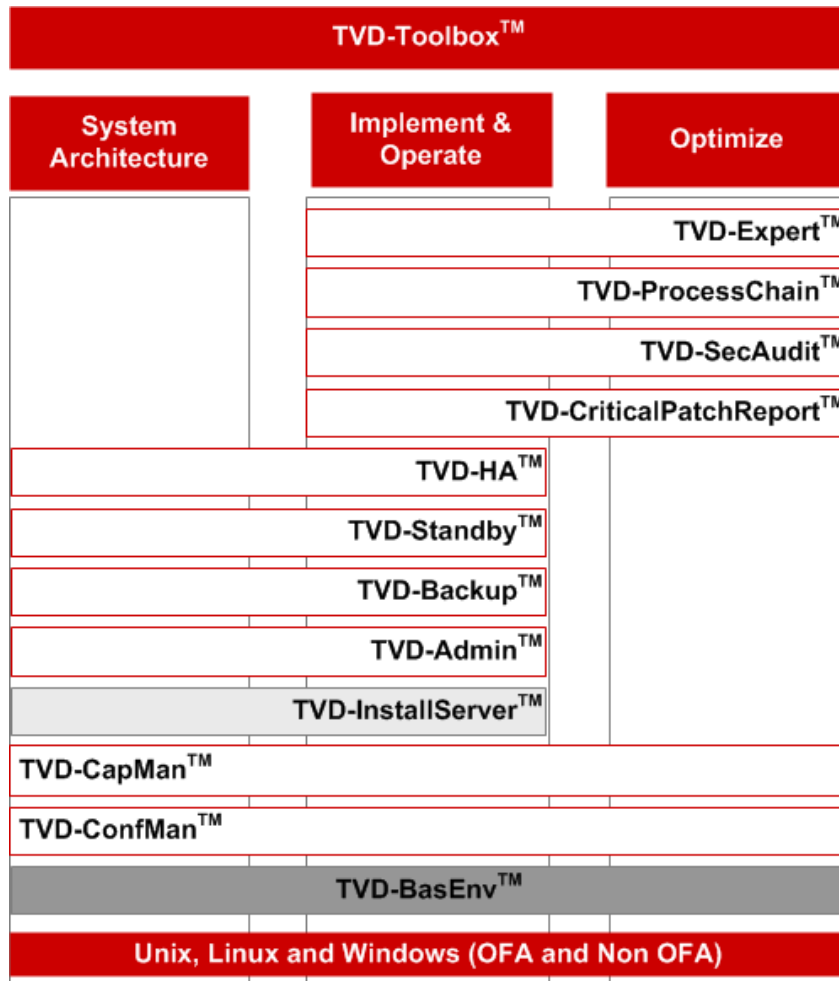 TVD-Toolbox™
System
Architecture
Implement &
Operate
Optimize
TVD-Expert™
TVD-ProcessChain™
TVD-SecAudit™
TVD-CriticalPatchReport™
TVD-HA™
TVD-Standby™
TVD-Backup™
TVD-Admin™
TVD-InstallServer™
TVD-CapMan™
TVD-ConfMan™
TVD-BasEnv™
Unix, Linux and Windows (OFA and Non OFA)